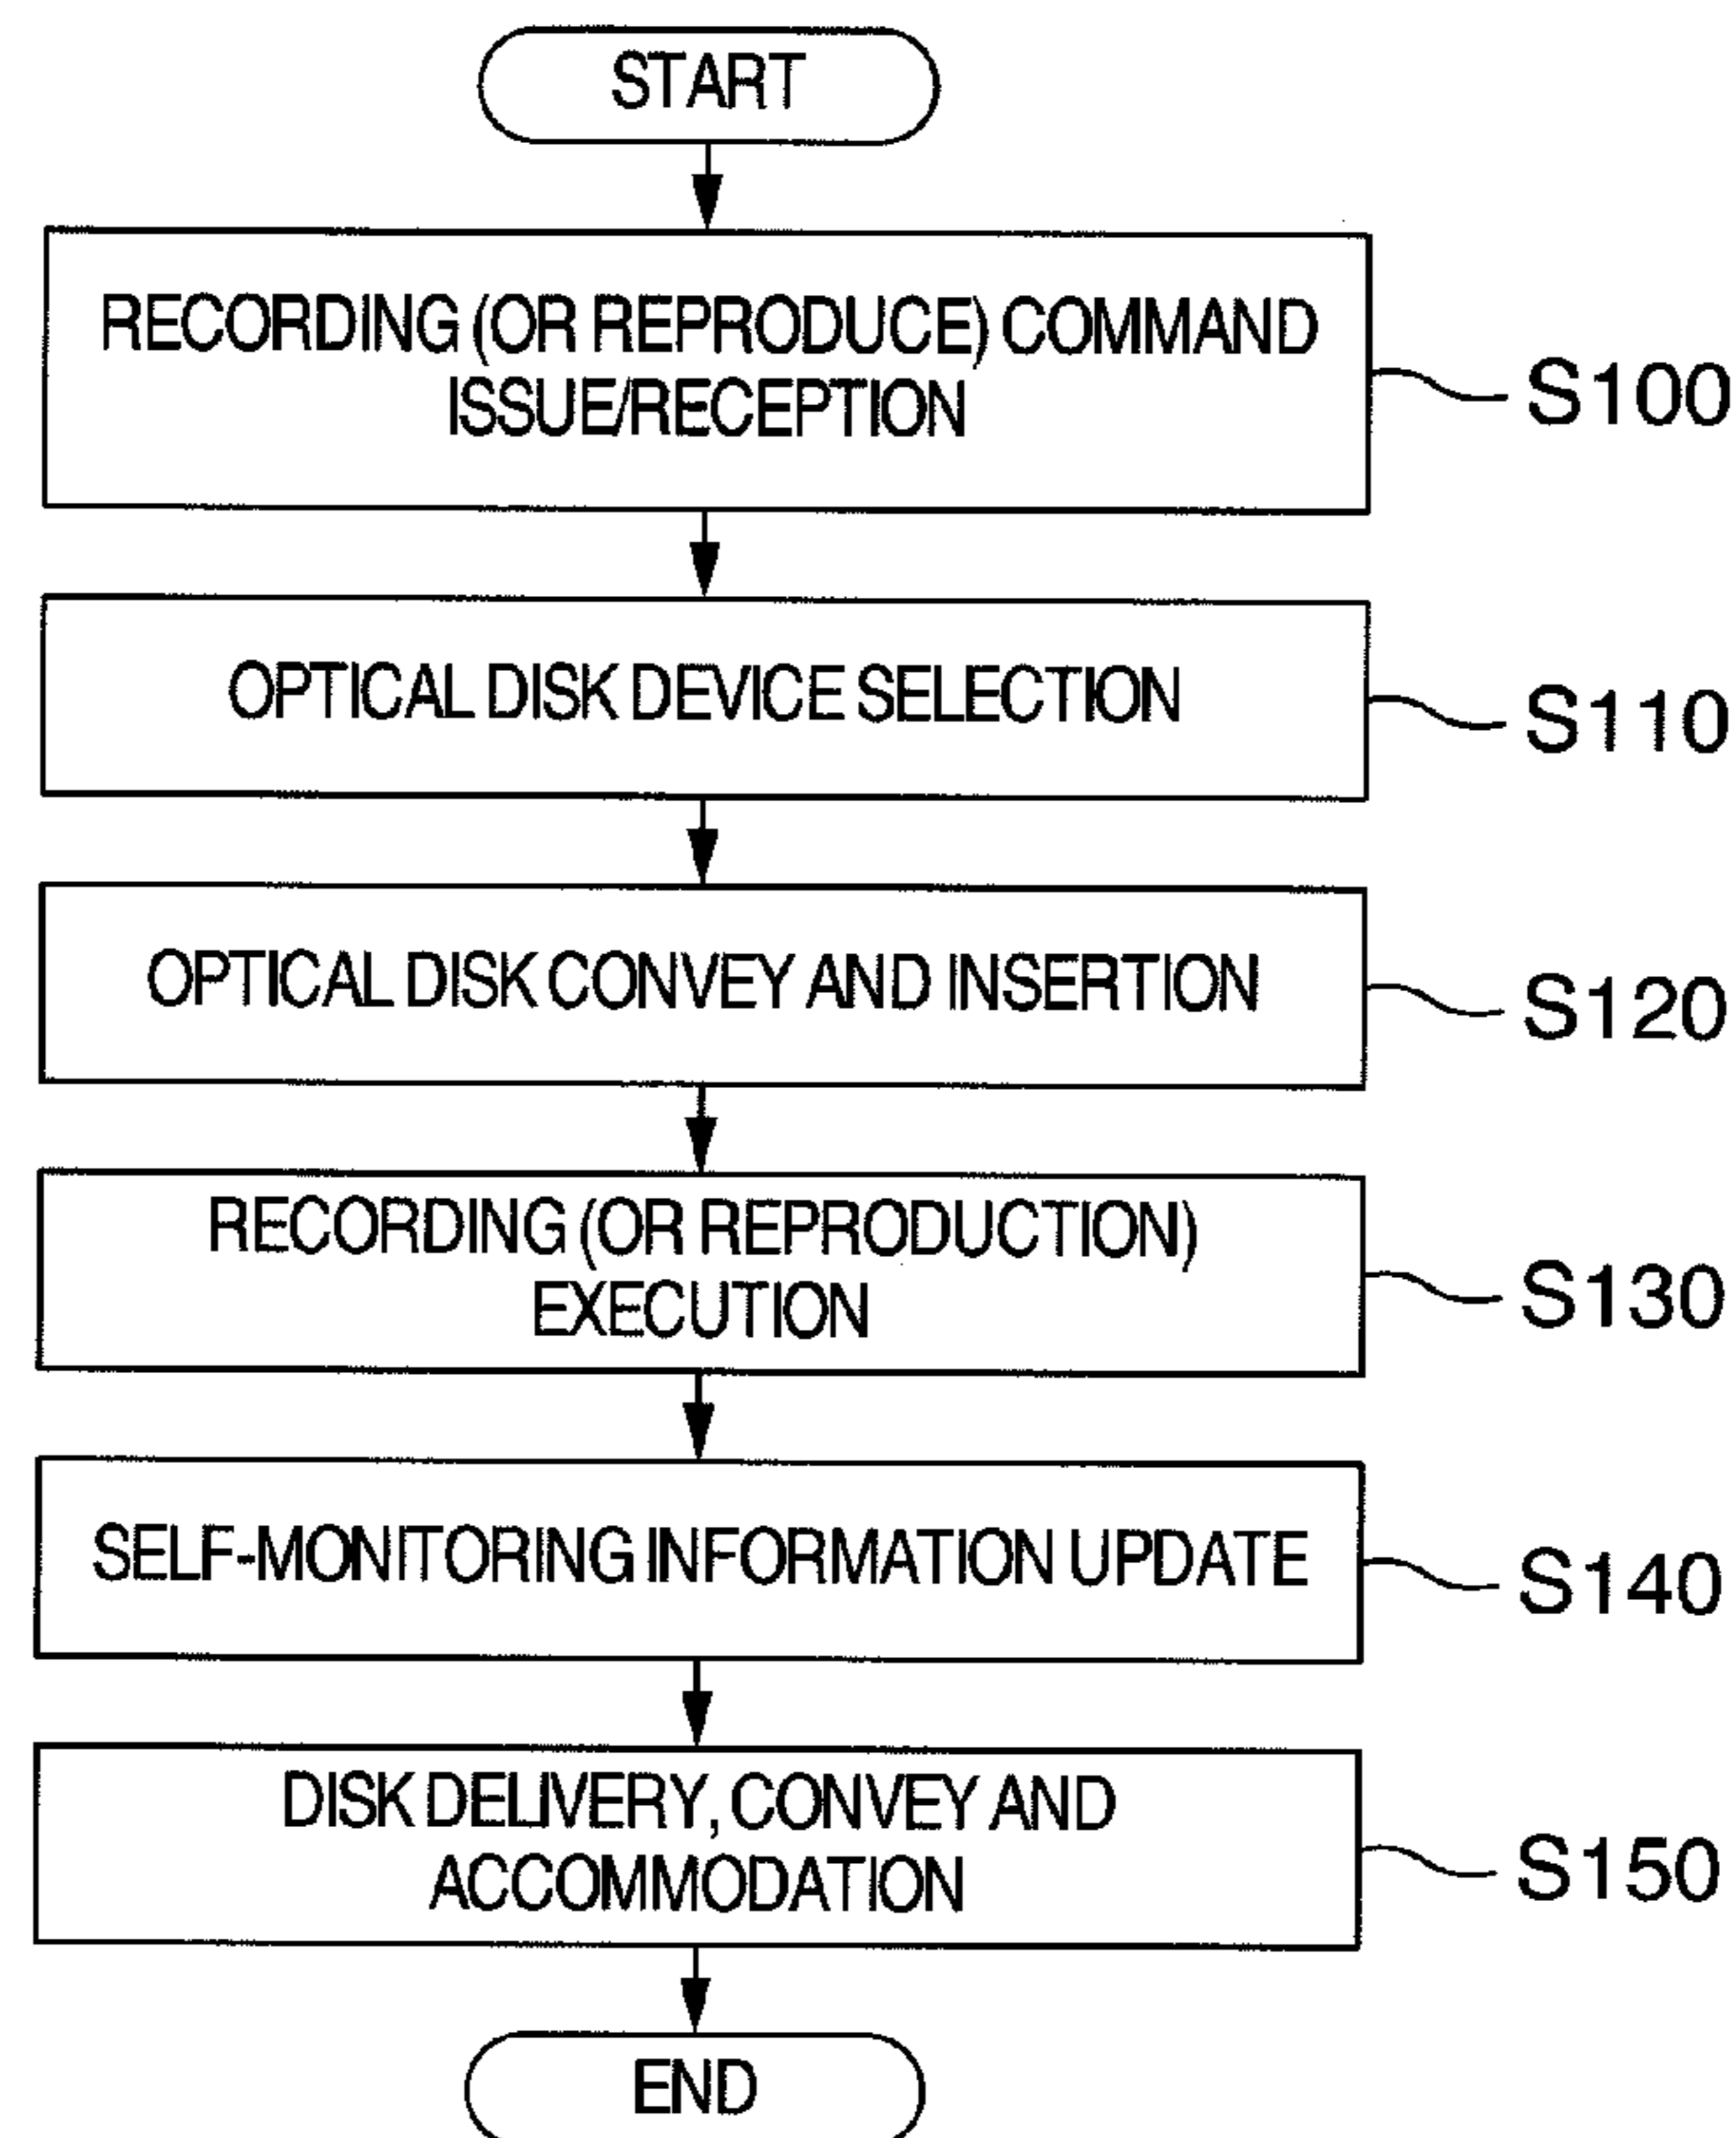 START
RECORDING (OR REPRODUCE) COMMAND
ISSUE/RECEPTION
S100
OPTICAL DISK DEVICE SELECTION
S110
OPTICAL DISK CONVEY AND INSERTION
S120
RECORDING (OR REPRODUCTION)
EXECUTION
S130
SELF-MONITORING INFORMATION UPDATE
S140
DISK DELIVERY, CONVEY AND
ACCOMMODATION
S150
END